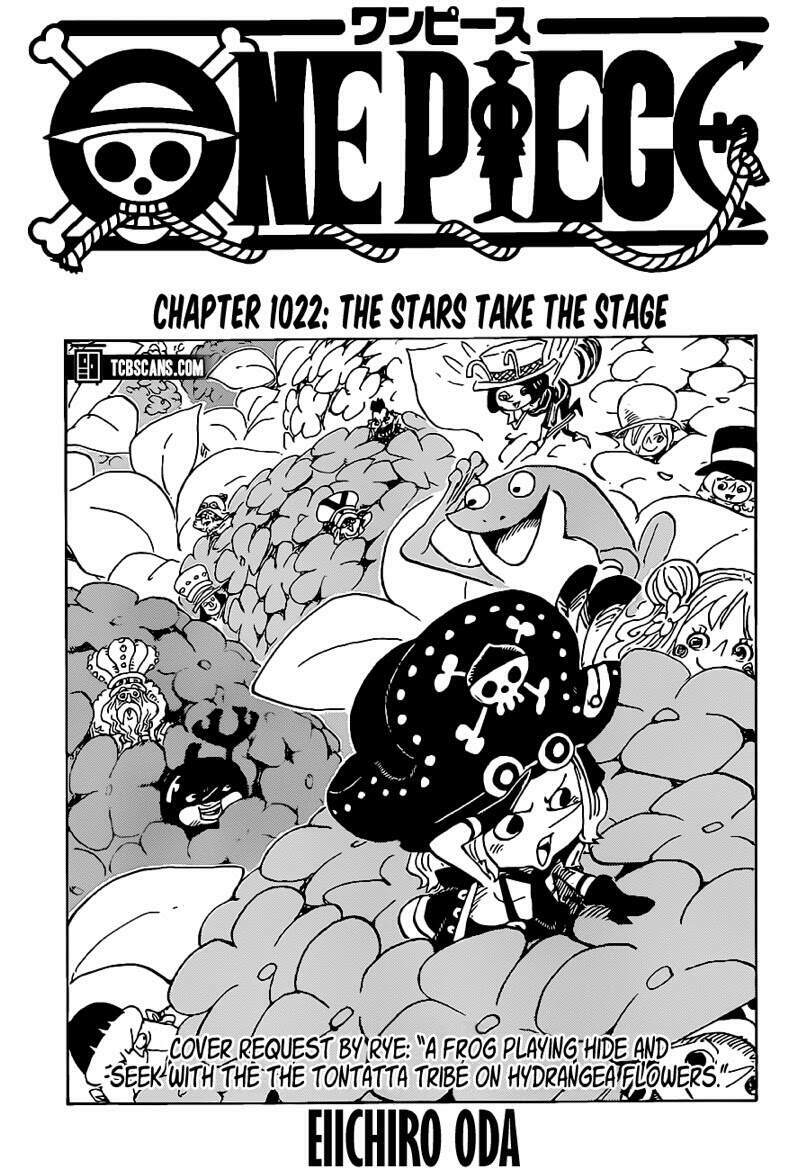 ワンピース
ONE PIECE
CHAPTER 1022: THE STARS TAKE THE STAGE
TCBSCANS.COM
COVER REQUEST BY RYE: "A FROG PLAYING HIDE AND
SEEK WITH THE THE TONTATTA TRIBE ON HYDRANGEA FLOWERS."
EIICHIRO ODA